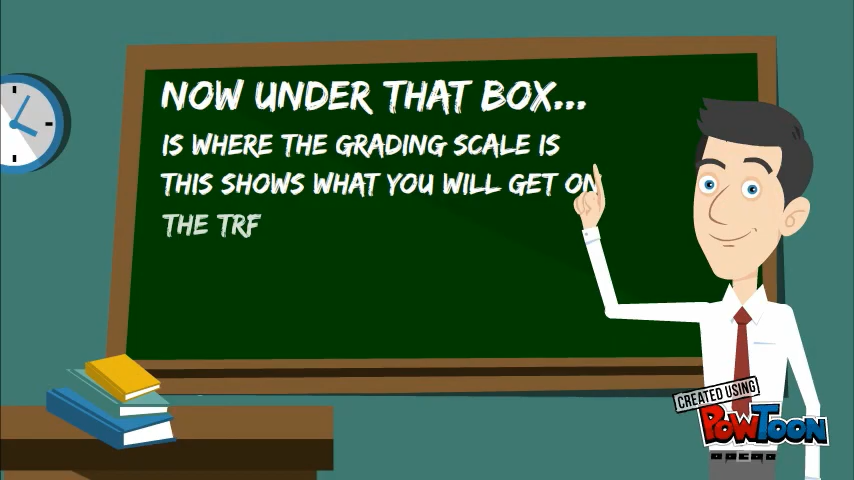 NOW UNDER THAT BOX...
IS WHERE THE GRADING SCALE IS
THIS SHOWS WHAT YOU WILL GET ON
THE TRF
CREATED USING
POWTOON